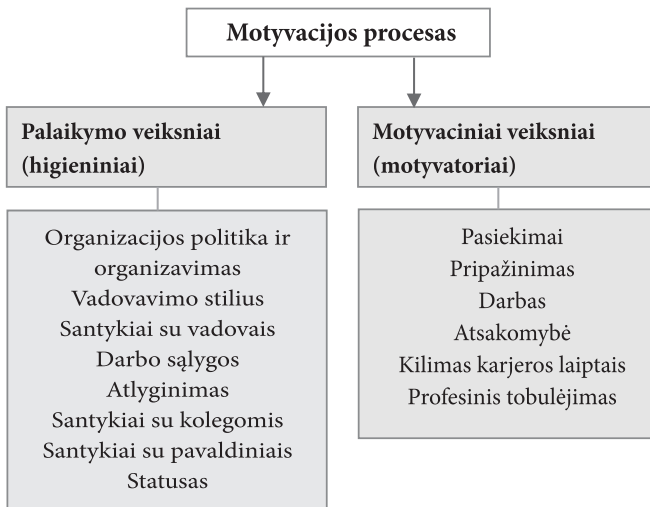 Motyvacijos procesas
Palaikymo veiksniai
(higieniniai)
Organizacijos politika ir
organizavimas
Vadovavimo stilius
Santykiai su vadovais
Darbo sąlygos
Atlyginimas
Santykiai su kolegomis
Santykiai su pavaldiniais
Statusas
Motyvaciniai veiksniai
(motyvatoriai)
Pasiekimai
Pripažinimas
Darbas
Atsakomybė
Kilimas karjeros laiptais
Profesinis tobulėjimas